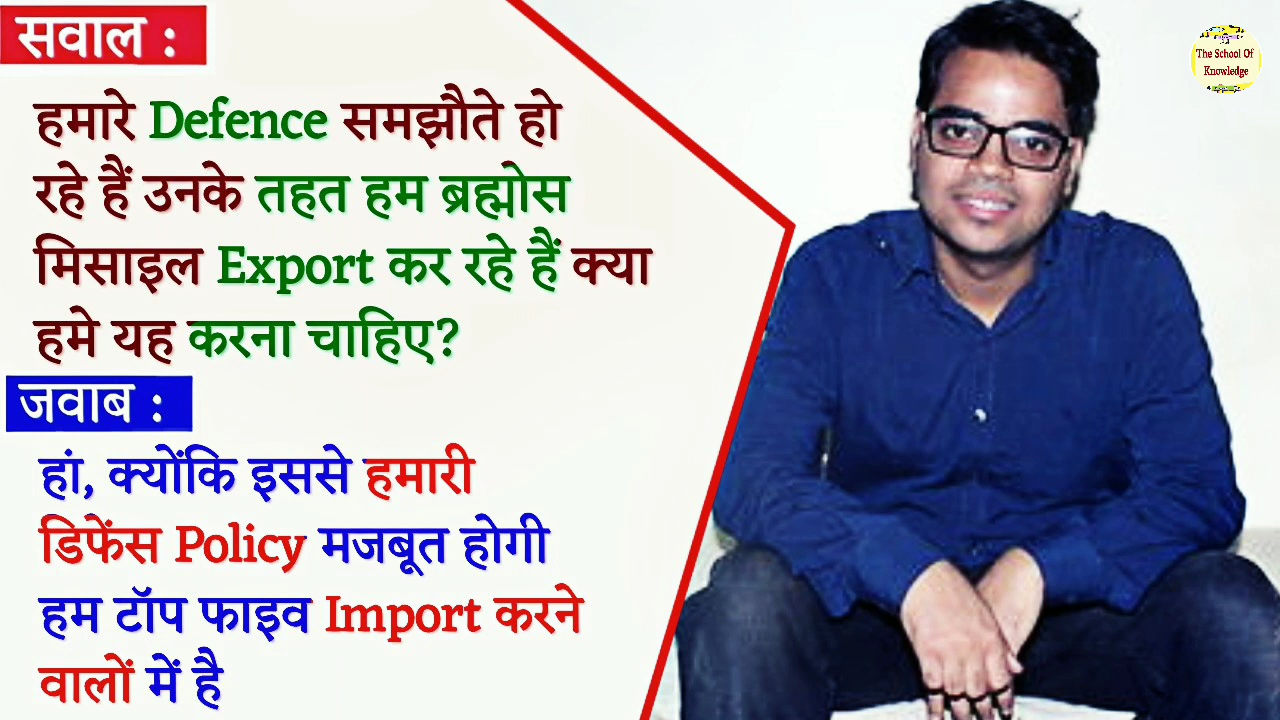 सवाल :
हमारे Defence समझौते हो
रहे हैं उनके तहत हम ब्रह्मोस
मिसाइल Export कर रहे हैं क्या
हमे यह करना चाहिए?
जवाब :
हां, क्योंकि इससे हमारी
डिफेंस Policy मजबूत होगी
हम टॉप फाइव Import करने
वालों में है
The School Of
Knowledge